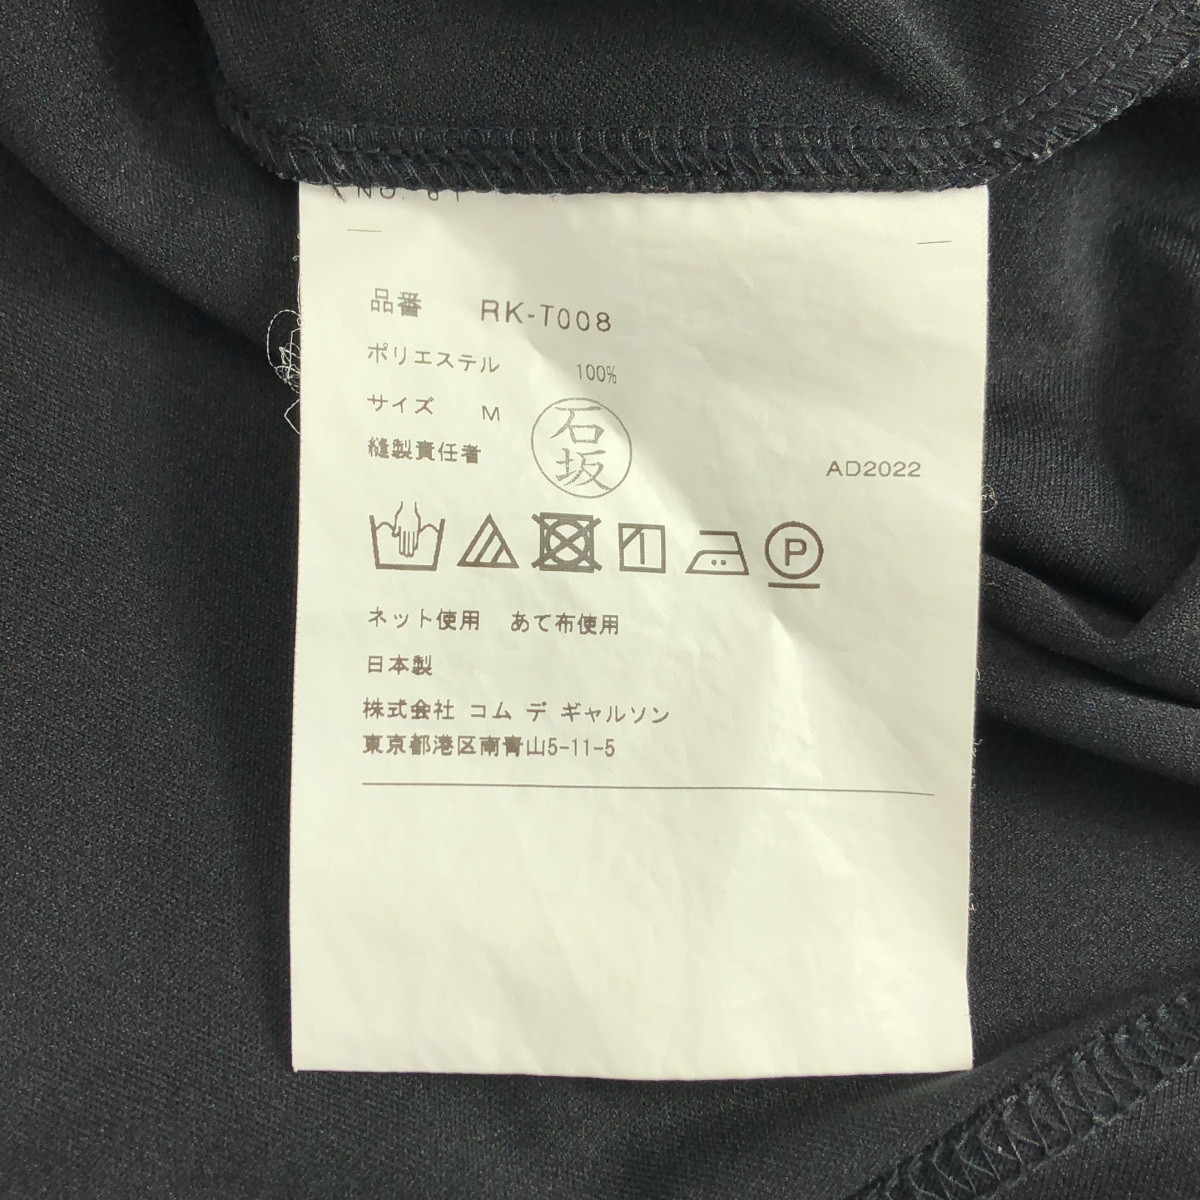 品番 RK-T008
ポリエステル 100%
サイズ M
縫製責任者 石坂
AD2022
1
P
ネット使用 あて布使用
日本製
株式会社 コム デ ギャルソン
東京都港区南青山5-11-5